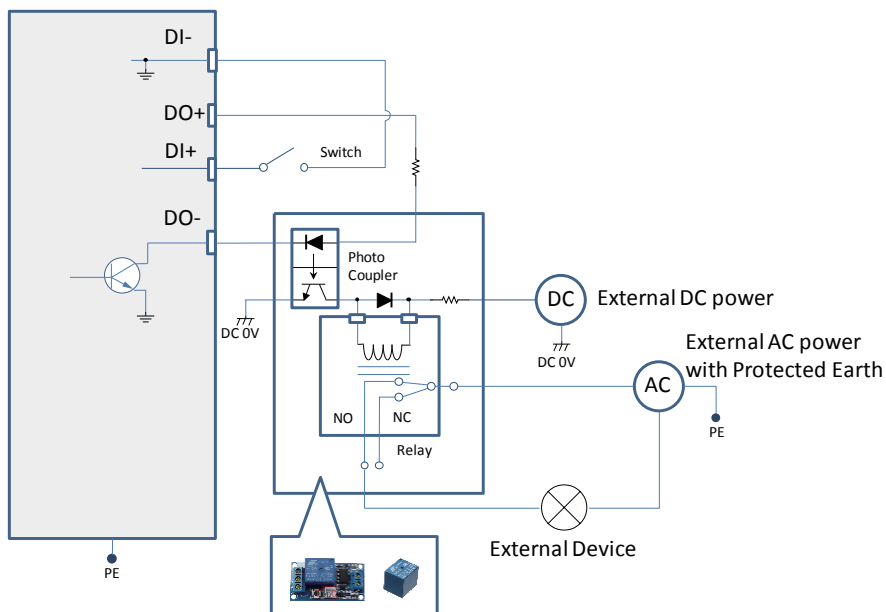 DI-
DO+
DI+
Switch
DO-
Photo
Coupler
DC 0V
DC
External DC power
DC 0V
External AC power
with Protected Earth
AC
PE
NO
NC
Relay
External Device
PE